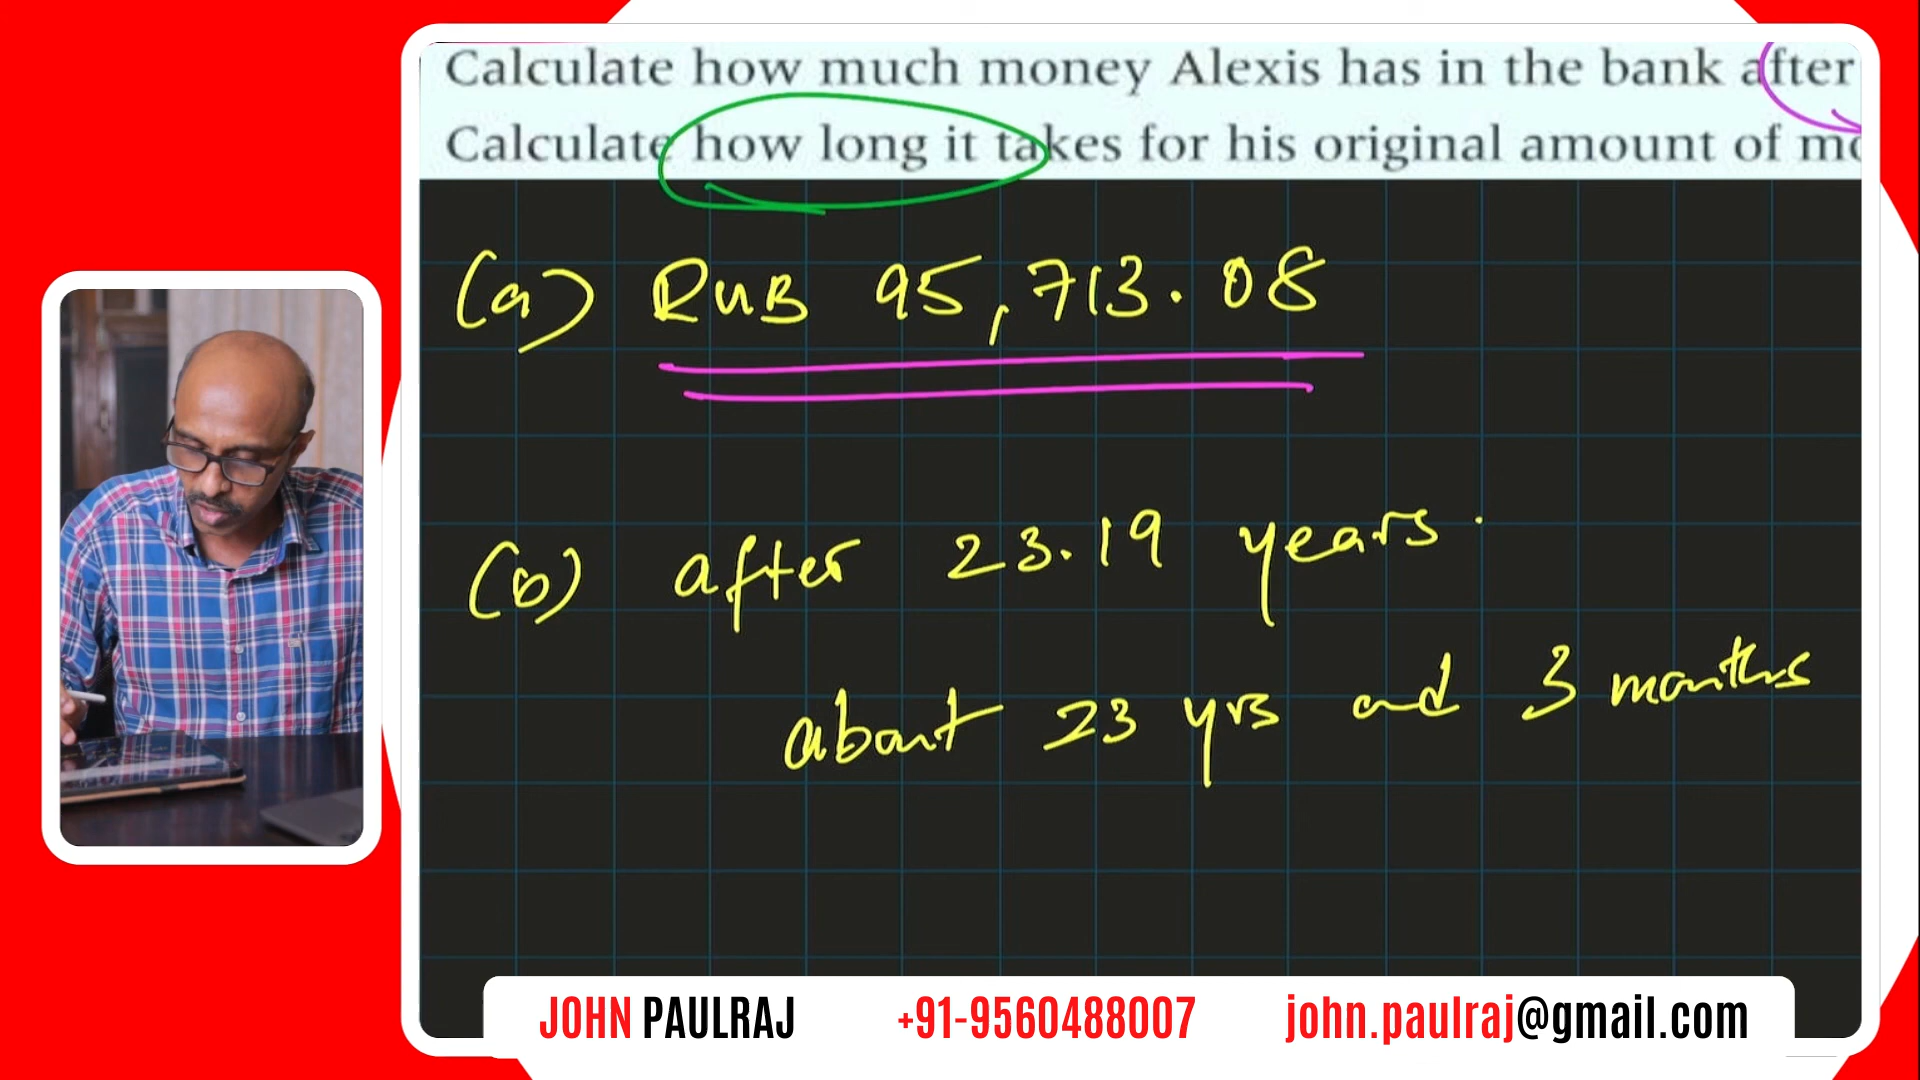 Calculate how much money Alexis has in the bank after
Calculate how long it takes for his original amount of
(a) RUB 95,713.08
(b) after 23.19 years.
about 23 yrs and 3 months
JOHN PAULRAJ +91-9560488007 john.paulraj@gmail.com